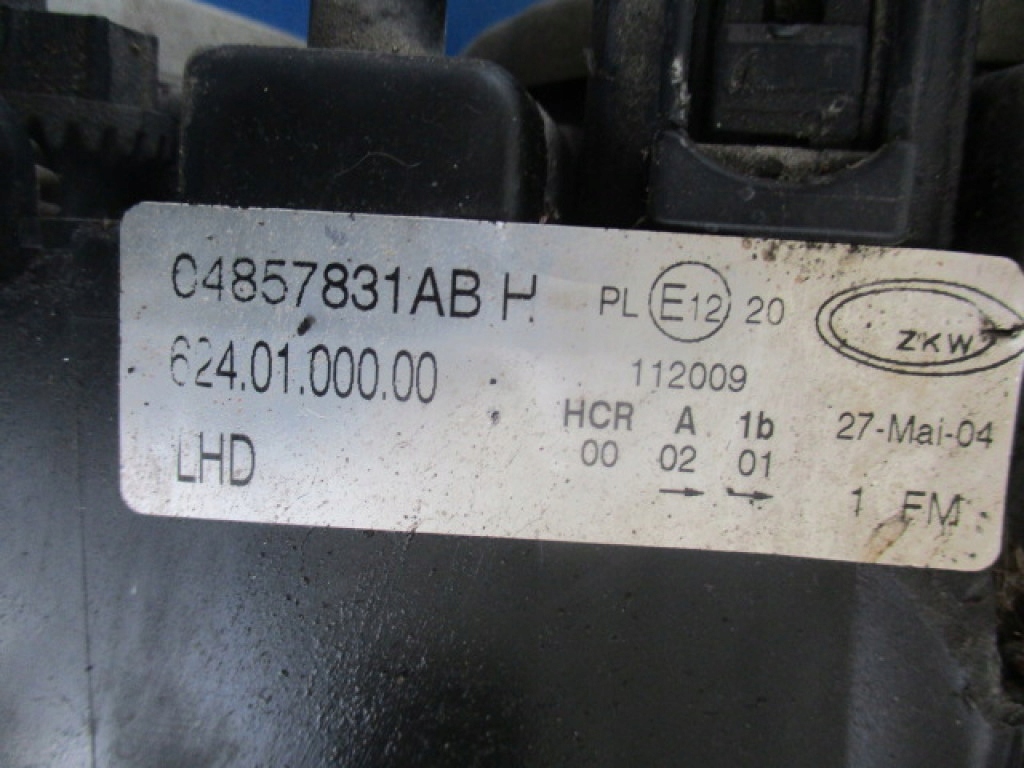 04857831AB H
PL E12 20
ZKW
624.01.000.00
112009
HCR A 1b
27-Mai-04
LHD
00 02 01
→ →
1 FM